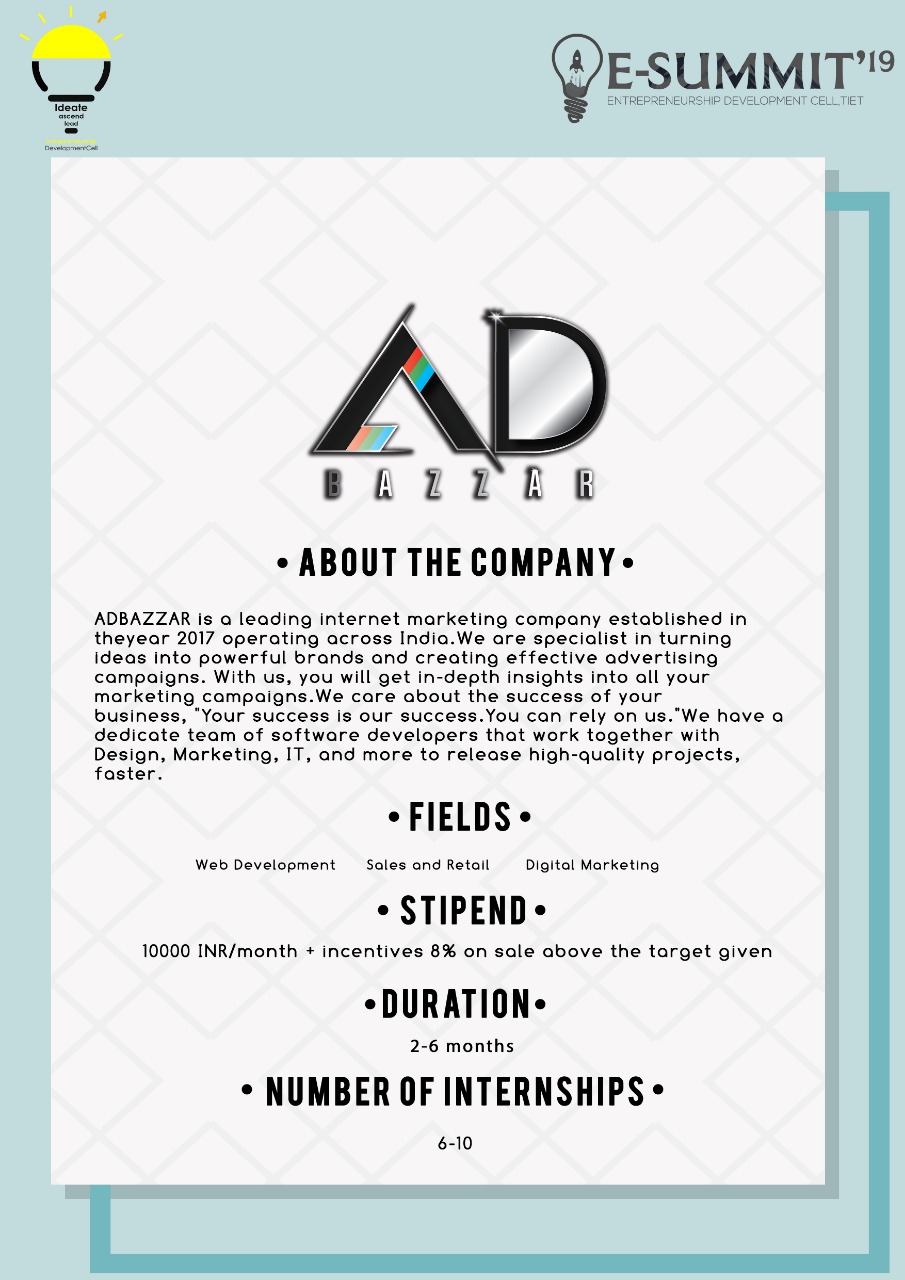 Ideate
ascend
lead
DevelopmentCell
E-SUMMIT'19
ENTREPRENEURSHIP DEVELOPMENT CELL,TIET
AD
BAZZAR
• ABOUT THE COMPANY •
ADBAZZAR is a leading internet marketing company established in
theyear 2017 operating across India.We are specialist in turning
ideas into powerful brands and creating effective advertising
campaigns. With us, you will get in-depth insights into all your
marketing campaigns.We care about the success of your
business, "Your success is our success.You can rely on us."We have a
dedicate team of software developers that work together with
Design, Marketing, IT, and more to release high-quality projects,
faster.
• FIELDS •
Web Development Sales and Retail Digital Marketing
• STIPEND •
10000 INR/month + incentives 8% on sale above the target given
• DURATION •
2-6 months
• NUMBER OF INTERNSHIPS •
6-10